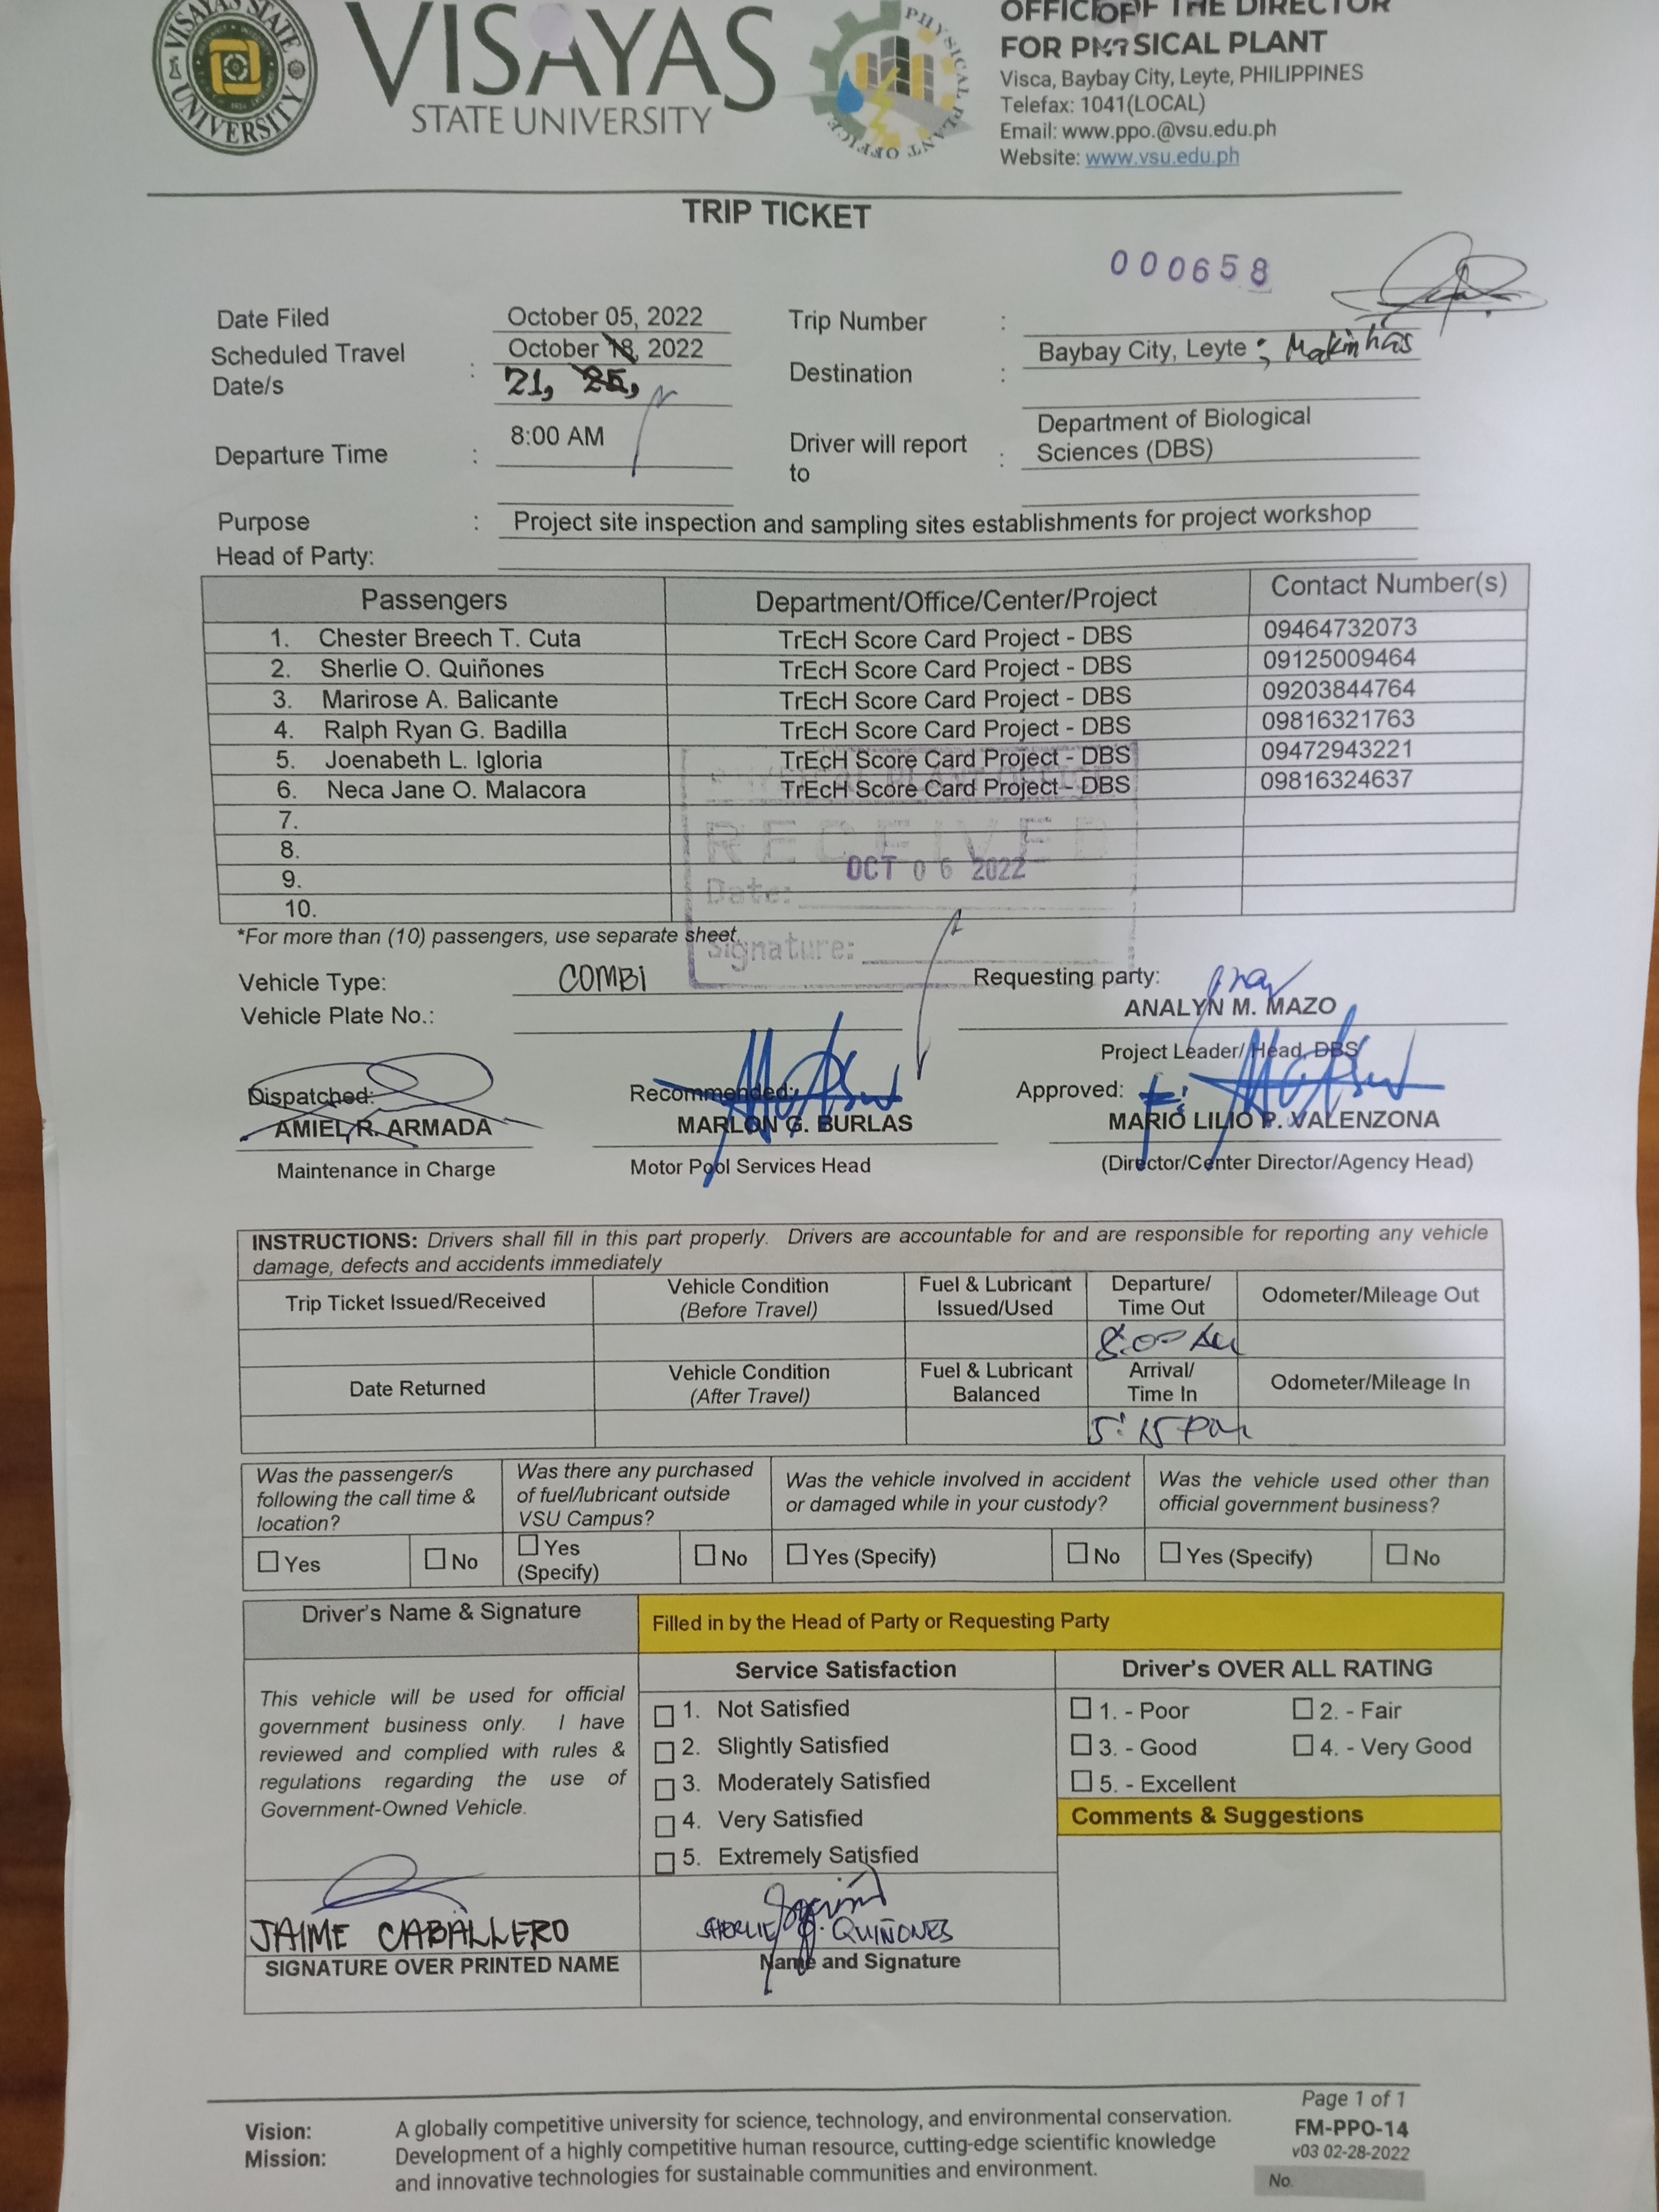 VISAYAS STATE UNIVERSITY
VISAYAS
STATE UNIVERSITY
PHYSICAL PLANT OFFICE
OFFICE OF THE DIRECTOR
FOR PHYSICAL PLANT
Visca, Baybay City, Leyte, PHILIPPINES
Telefax: 1041(LOCAL)
Email: www.ppo.@vsu.edu.ph
Website: www.vsu.edu.ph
TRIP TICKET
000658
Date Filed October 05, 2022 Trip Number :
Scheduled Travel Date/s : October 18, 2022 21, 25, Destination : Baybay City, Leyte ; Makinhas
Departure Time : 8:00 AM Driver will report to : Department of Biological Sciences (DBS)
Purpose : Project site inspection and sampling sites establishments for project workshop
Head of Party:
Passengers Department/Office/Center/Project Contact Number(s)
1. Chester Breech T. Cuta TrEcH Score Card Project - DBS 09464732073
2. Sherlie O. Quiñones TrEcH Score Card Project - DBS 09125009464
3. Marirose A. Balicante TrEcH Score Card Project - DBS 09203844764
4. Ralph Ryan G. Badilla TrEcH Score Card Project - DBS 09816321763
5. Joenabeth L. Igloria TrEcH Score Card Project - DBS 09472943221
6. Neca Jane O. Malacora TrEcH Score Card Project - DBS 09816324637
7.
8.
9.
10.
RECEIVED
OCT 06 2022
Date:
Signature:
*For more than (10) passengers, use separate sheet
Vehicle Type: COMBI Requesting party:
Vehicle Plate No.: ANALYN M. MAZO
Project Leader/ Head, DBS
Dispatched: Recommended: Approved:
AMIEL R. ARMADA MARLON G. BURLAS MARIO LILIO P. VALENZONA
Maintenance in Charge Motor Pool Services Head (Director/Center Director/Agency Head)
INSTRUCTIONS: Drivers shall fill in this part properly. Drivers are accountable for and are responsible for reporting any vehicle
damage, defects and accidents immediately
Trip Ticket Issued/Received Vehicle Condition (Before Travel) Fuel & Lubricant Issued/Used Departure/ Time Out Odometer/Mileage Out
8:00 AM
Date Returned Vehicle Condition (After Travel) Fuel & Lubricant Balanced Arrival/ Time In Odometer/Mileage In
5:15 PM
Was the passenger/s following the call time & location? Was there any purchased of fuel/lubricant outside VSU Campus? Was the vehicle involved in accident or damaged while in your custody? Was the vehicle used other than official government business?
Yes No Yes (Specify) No Yes (Specify) No Yes (Specify) No
Driver's Name & Signature Filled in by the Head of Party or Requesting Party
Service Satisfaction Driver's OVER ALL RATING
This vehicle will be used for official
government business only. I have
reviewed and complied with rules &
regulations regarding the use of
Government-Owned Vehicle.
1. Not Satisfied
2. Slightly Satisfied
3. Moderately Satisfied
4. Very Satisfied
5. Extremely Satisfied
1. - Poor 2. - Fair
3. - Good 4. - Very Good
5. - Excellent
Comments & Suggestions
JAIME CABALLERO SHERLIE O. QUIÑONES
SIGNATURE OVER PRINTED NAME Name and Signature
Page 1 of 1
FM-PPO-14
v03 02-28-2022
No.
Vision: A globally competitive university for science, technology, and environmental conservation.
Mission: Development of a highly competitive human resource, cutting-edge scientific knowledge
and innovative technologies for sustainable communities and environment.